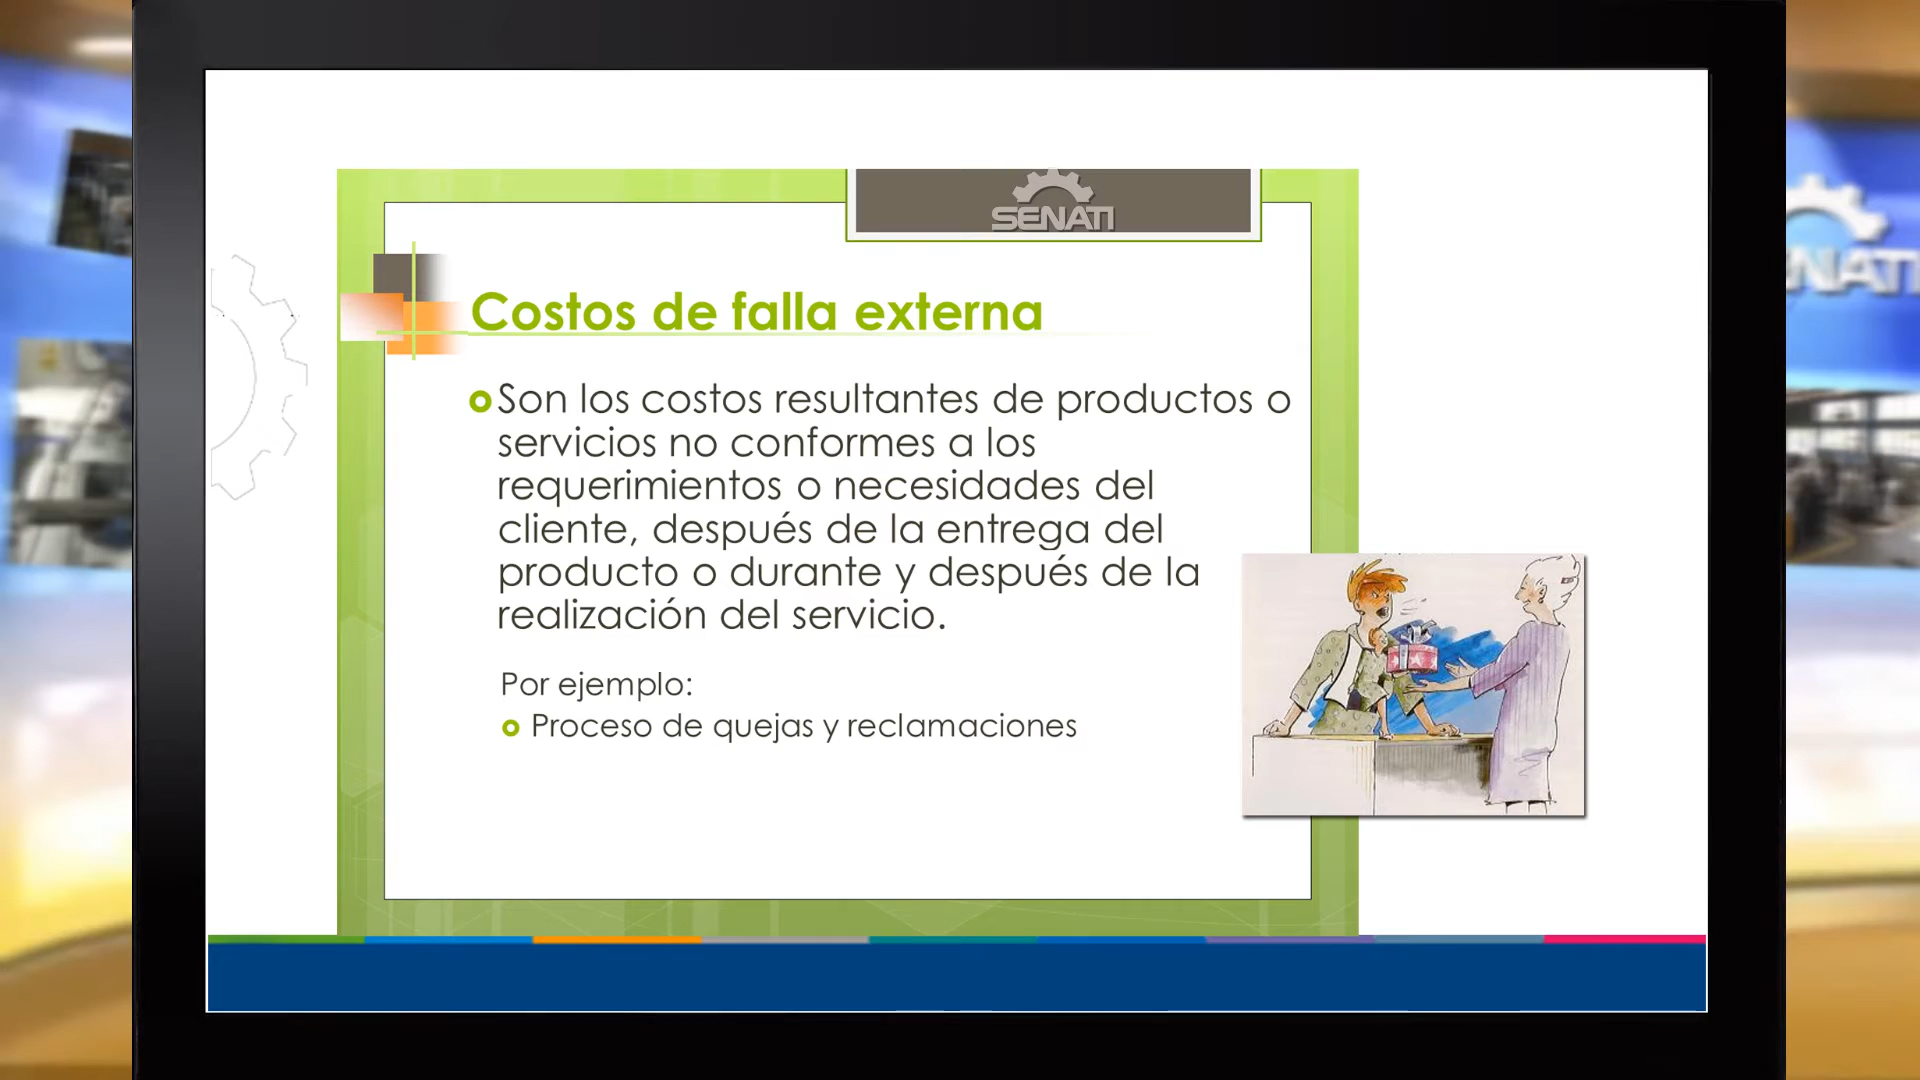 SENATI
Costos de falla externa
Son los costos resultantes de productos o
servicios no conformes a los
requerimientos o necesidades del
cliente, después de la entrega del
producto o durante y después de la
realización del servicio.
Por ejemplo:
Proceso de quejas y reclamaciones
NATI